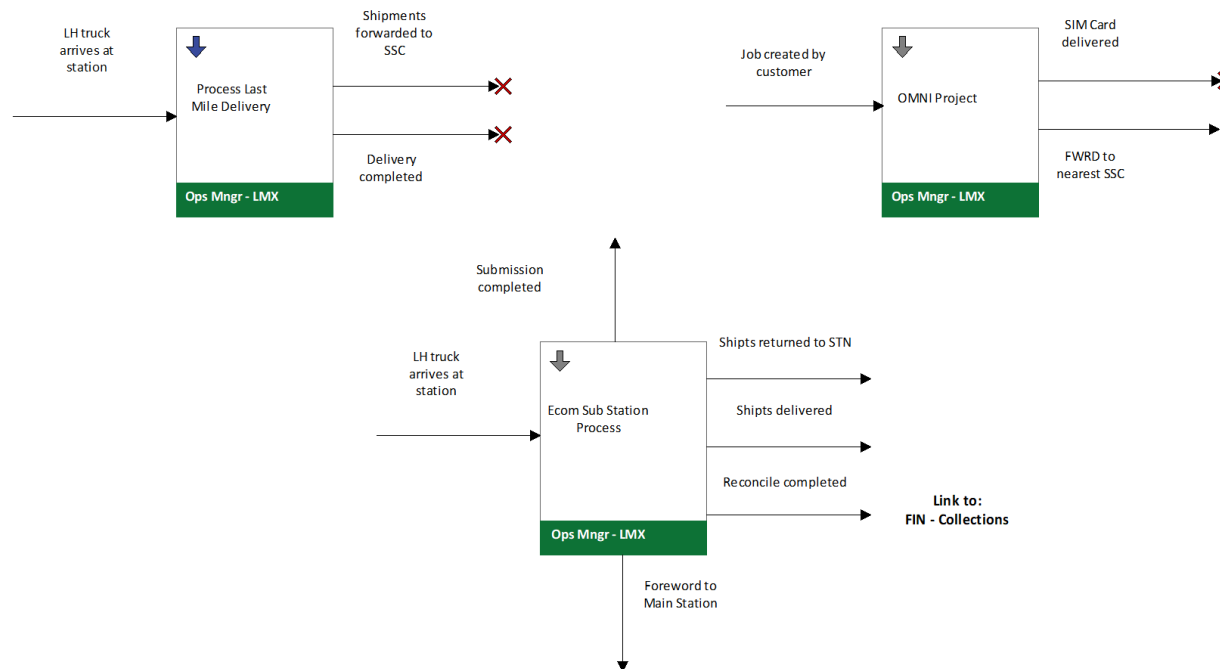 LH truck
arrives at
station
Process Last
Mile Delivery
Ops Mngr - LMX
Shipments
forwarded to
SSC
Delivery
completed
Job created by
customer
OMNI Project
Ops Mngr - LMX
SIM Card
delivered
FWRD to
nearest SSC
Submission
completed
LH truck
arrives at
station
Ecom Sub Station
Process
Ops Mngr - LMX
Shipts returned to STN
Shipts delivered
Reconcile completed
Link to:
FIN - Collections
Foreword to
Main Station